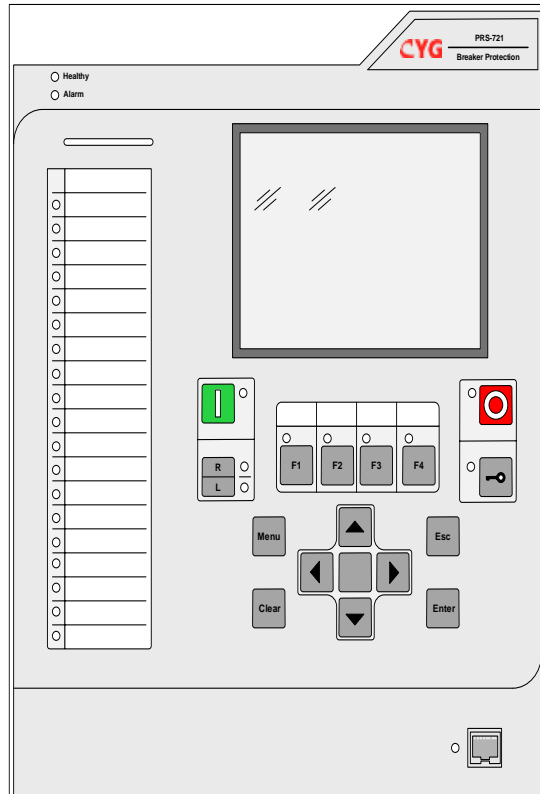 CYG
PRS-721
Breaker Protection
Healthy
Alarm
R
L
F1
F2
F3
F4
Menu
Esc
Clear
Enter